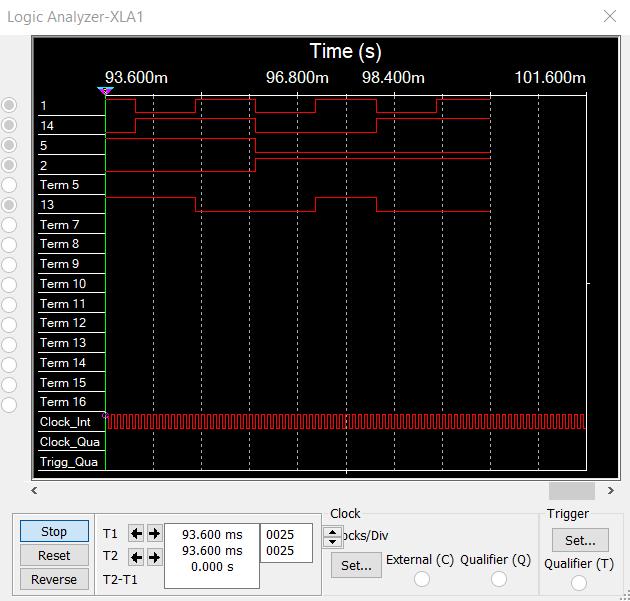 Logic Analyzer-XLA1
Time (s)
93.600m 96.800m 98.400m 101.600m
1
14
5
2
Term 5
13
Term 7
Term 8
Term 9
Term 10
Term 11
Term 12
Term 13
Term 14
Term 15
Term 16
Clock_Int
Clock_Qua
Trigg_Qua
Stop
Reset
Reverse
T1
T2
T2-T1
93.600 ms
93.600 ms
0.000 s
0025
0025
Clock
ocks/Div
Set...
External (C) Qualifier (Q)
Trigger
Set...
Qualifier (T)